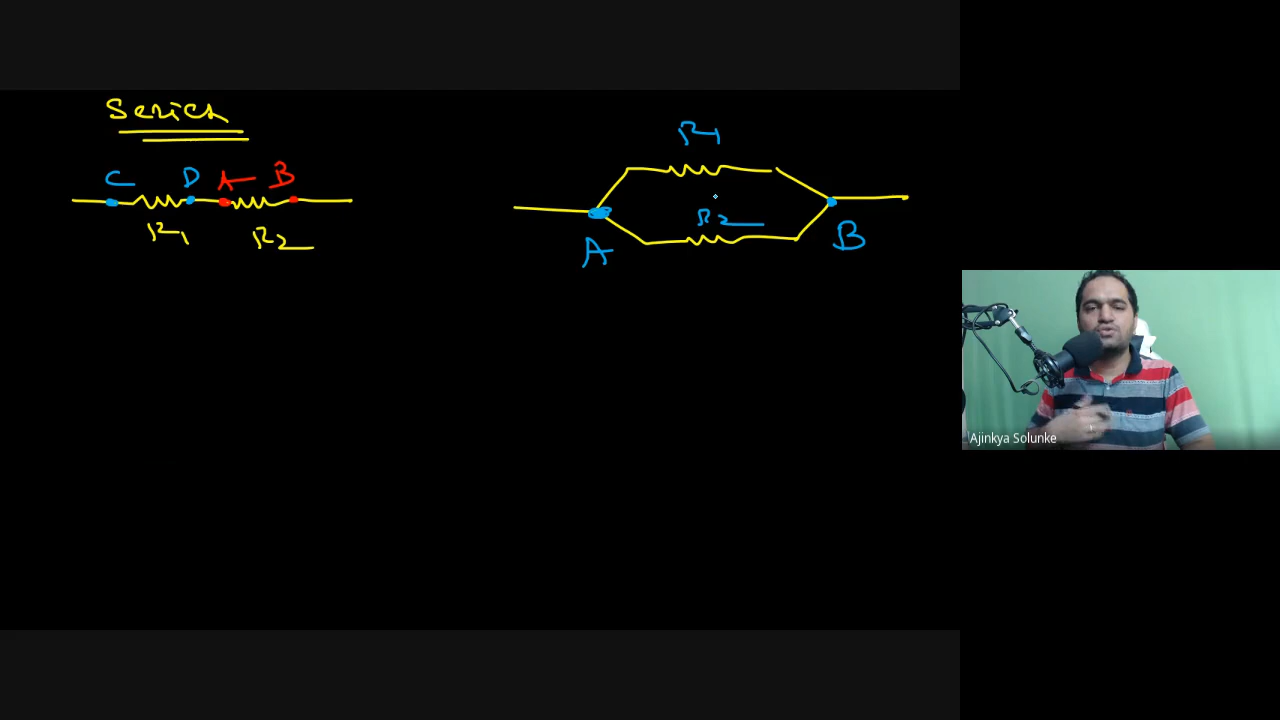 Series
C D A B
R1 R2
R1
R2
A B
Ajinkya Solunke